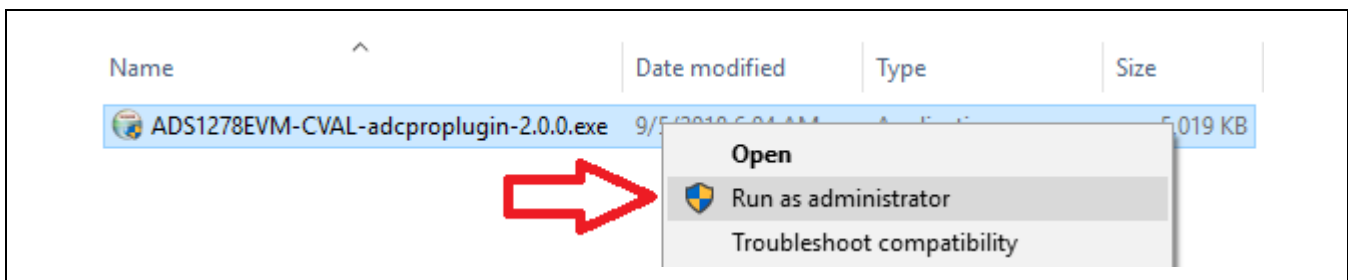 Name Date modified Type Size
ADS1278EVM-CVAL-adcproplugin-2.0.0.exe 5,019 KB
Open
Run as administrator
Troubleshoot compatibility